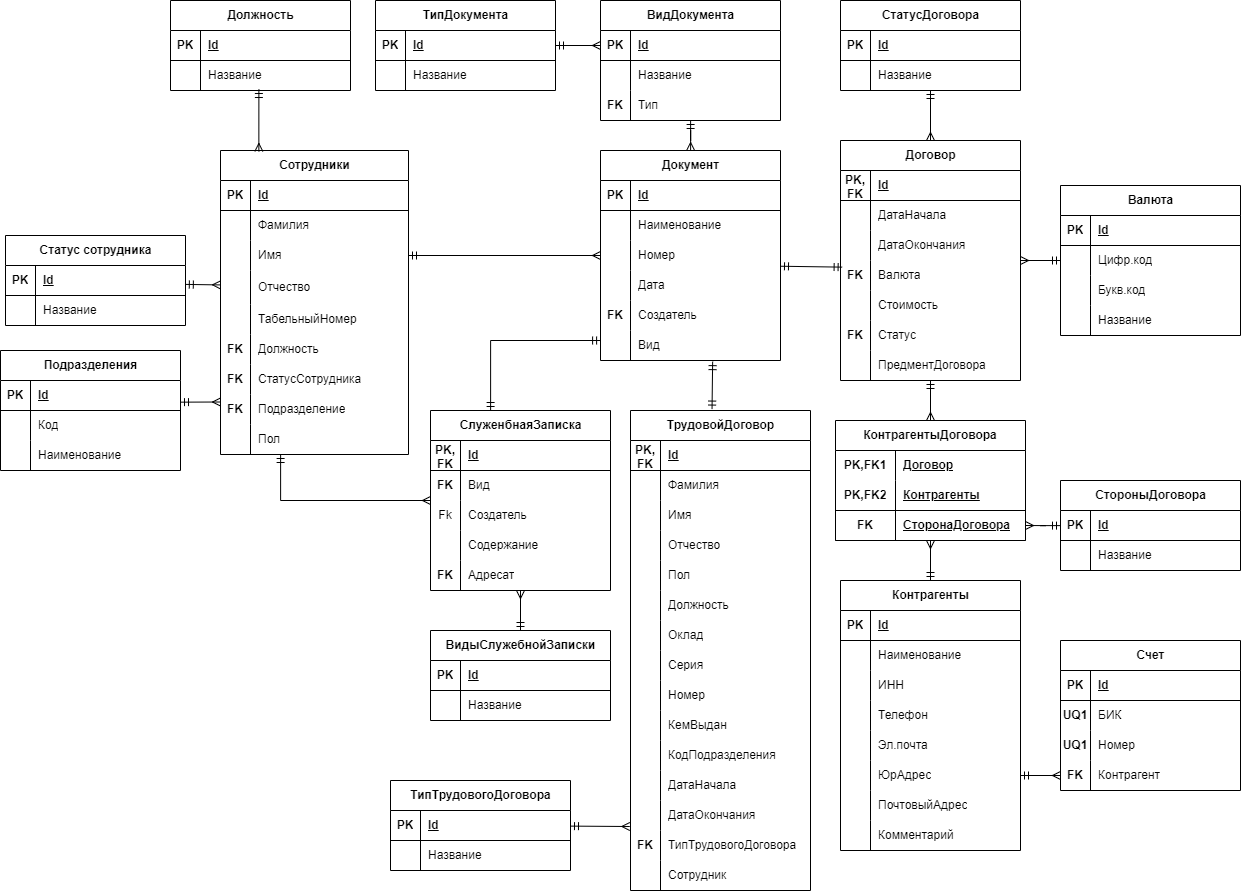 Должность
PK Id
Название
ТипДокумента
PK Id
Название
ВидДокумента
PK Id
Название
FK Тип
СтатусДоговора
PK Id
Название
Сотрудники
PK Id
Фамилия
Имя
Отчество
ТабельныйНомер
FK Должность
FK СтатусСотрудника
FK Подразделение
Пол
Документ
PK Id
Наименование
Номер
Дата
FK Создатель
Вид
Договор
PK,
FK Id
ДатаНачала
ДатаОкончания
FK Валюта
Стоимость
FK Статус
ПредментДоговора
Валюта
PK Id
Цифр.код
Букв.код
Название
Статус сотрудника
PK Id
Название
Подразделения
PK Id
Код
Наименование
СлуженбнаяЗаписка
PK,
FK Id
FK Вид
Fk Создатель
Содержание
FK Адресат
ТрудовойДоговор
PK,
FK Id
Фамилия
Имя
Отчество
Пол
Должность
Оклад
Серия
Номер
КемВыдан
КодПодразделения
ДатаНачала
ДатаОкончания
FK ТипТрудовогоДоговора
Сотрудник
КонтрагентыДоговора
PK,FK1 Договор
PK,FK2 Контрагенты
FK СторонаДоговора
СтороныДоговора
PK Id
Название
ВидыСлужебнойЗаписки
PK Id
Название
Контрагенты
PK Id
Наименование
ИНН
Телефон
Эл.почта
ЮрАдрес
ПочтовыйАдрес
Комментарий
Счет
PK Id
UQ1 БИК
UQ1 Номер
FK Контрагент
ТипТрудовогоДоговора
PK Id
Название